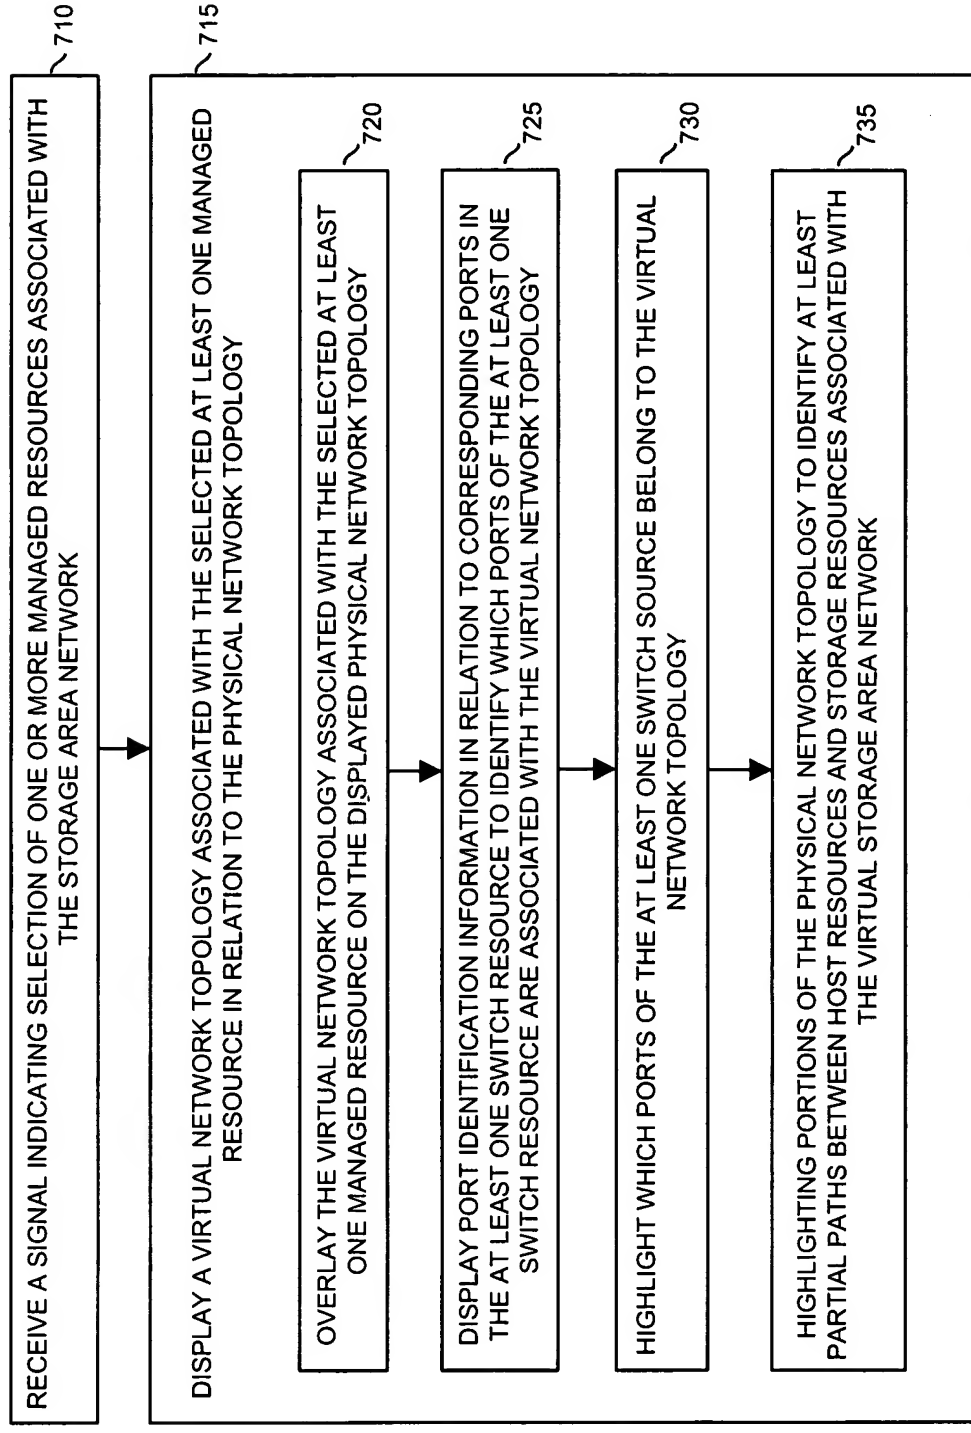 RECEIVE A SIGNAL INDICATING SELECTION OF ONE OR MORE MANAGED RESOURCES ASSOCIATED WITH
THE STORAGE AREA NETWORK
710
DISPLAY A VIRTUAL NETWORK TOPOLOGY ASSOCIATED WITH THE SELECTED AT LEAST ONE MANAGED
RESOURCE IN RELATION TO THE PHYSICAL NETWORK TOPOLOGY
715
OVERLAY THE VIRTUAL NETWORK TOPOLOGY ASSOCIATED WITH THE SELECTED AT LEAST
ONE MANAGED RESOURCE ON THE DISPLAYED PHYSICAL NETWORK TOPOLOGY
720
DISPLAY PORT IDENTIFICATION INFORMATION IN RELATION TO CORRESPONDING PORTS IN
THE AT LEAST ONE SWITCH RESOURCE TO IDENTIFY WHICH PORTS OF THE AT LEAST ONE
SWITCH RESOURCE ARE ASSOCIATED WITH THE VIRTUAL NETWORK TOPOLOGY
725
HIGHLIGHT WHICH PORTS OF THE AT LEAST ONE SWITCH SOURCE BELONG TO THE VIRTUAL
NETWORK TOPOLOGY
730
HIGHLIGHTING PORTIONS OF THE PHYSICAL NETWORK TOPOLOGY TO IDENTIFY AT LEAST
PARTIAL PATHS BETWEEN HOST RESOURCES AND STORAGE RESOURCES ASSOCIATED WITH
THE VIRTUAL STORAGE AREA NETWORK
735